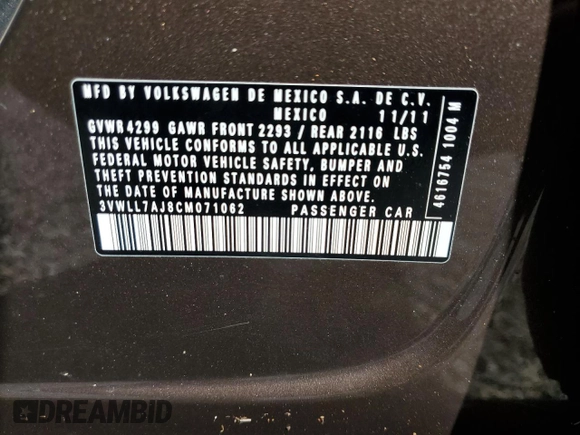 MFD BY VOLKSWAGEN DE MEXICO S.A. DE C.V.
MEXICO 11/11
GVWR 4299 GAWR FRONT 2293 / REAR 2116 LBS
THIS VEHICLE CONFORMS TO ALL APPLICABLE U.S.
FEDERAL MOTOR VEHICLE SAFETY, BUMPER AND
THEFT PREVENTION STANDARDS IN EFFECT ON
THE DATE OF MANUFACTURE SHOWN ABOVE.
3VWLL7AJ8CM071062 PASSENGER CAR
4616754 1004 M
DREAMBID